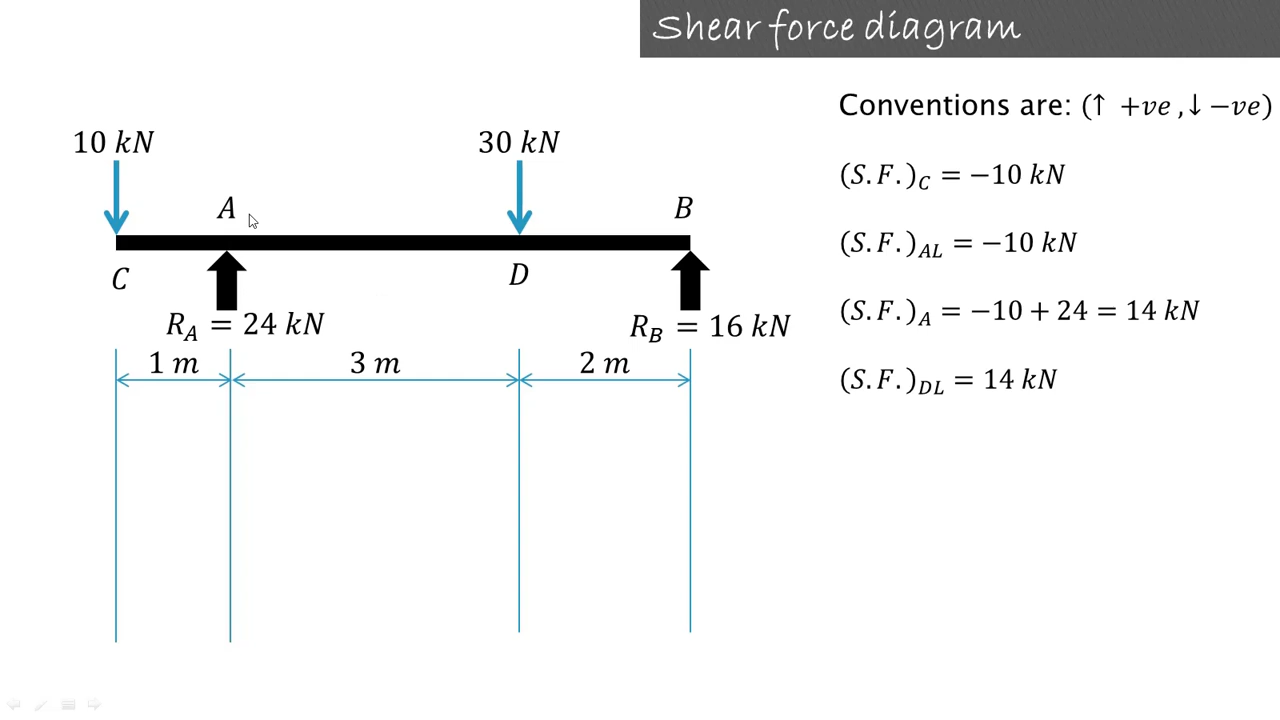 Shear force diagram
Conventions are: (↑ +ve ,↓ −ve)
10 kN
30 kN
(S.F.)_C = −10 kN
A
B
(S.F.)_AL = −10 kN
C
D
(S.F.)_A = −10 + 24 = 14 kN
R_A = 24 kN
R_B = 16 kN
1 m
3 m
2 m
(S.F.)_DL = 14 kN